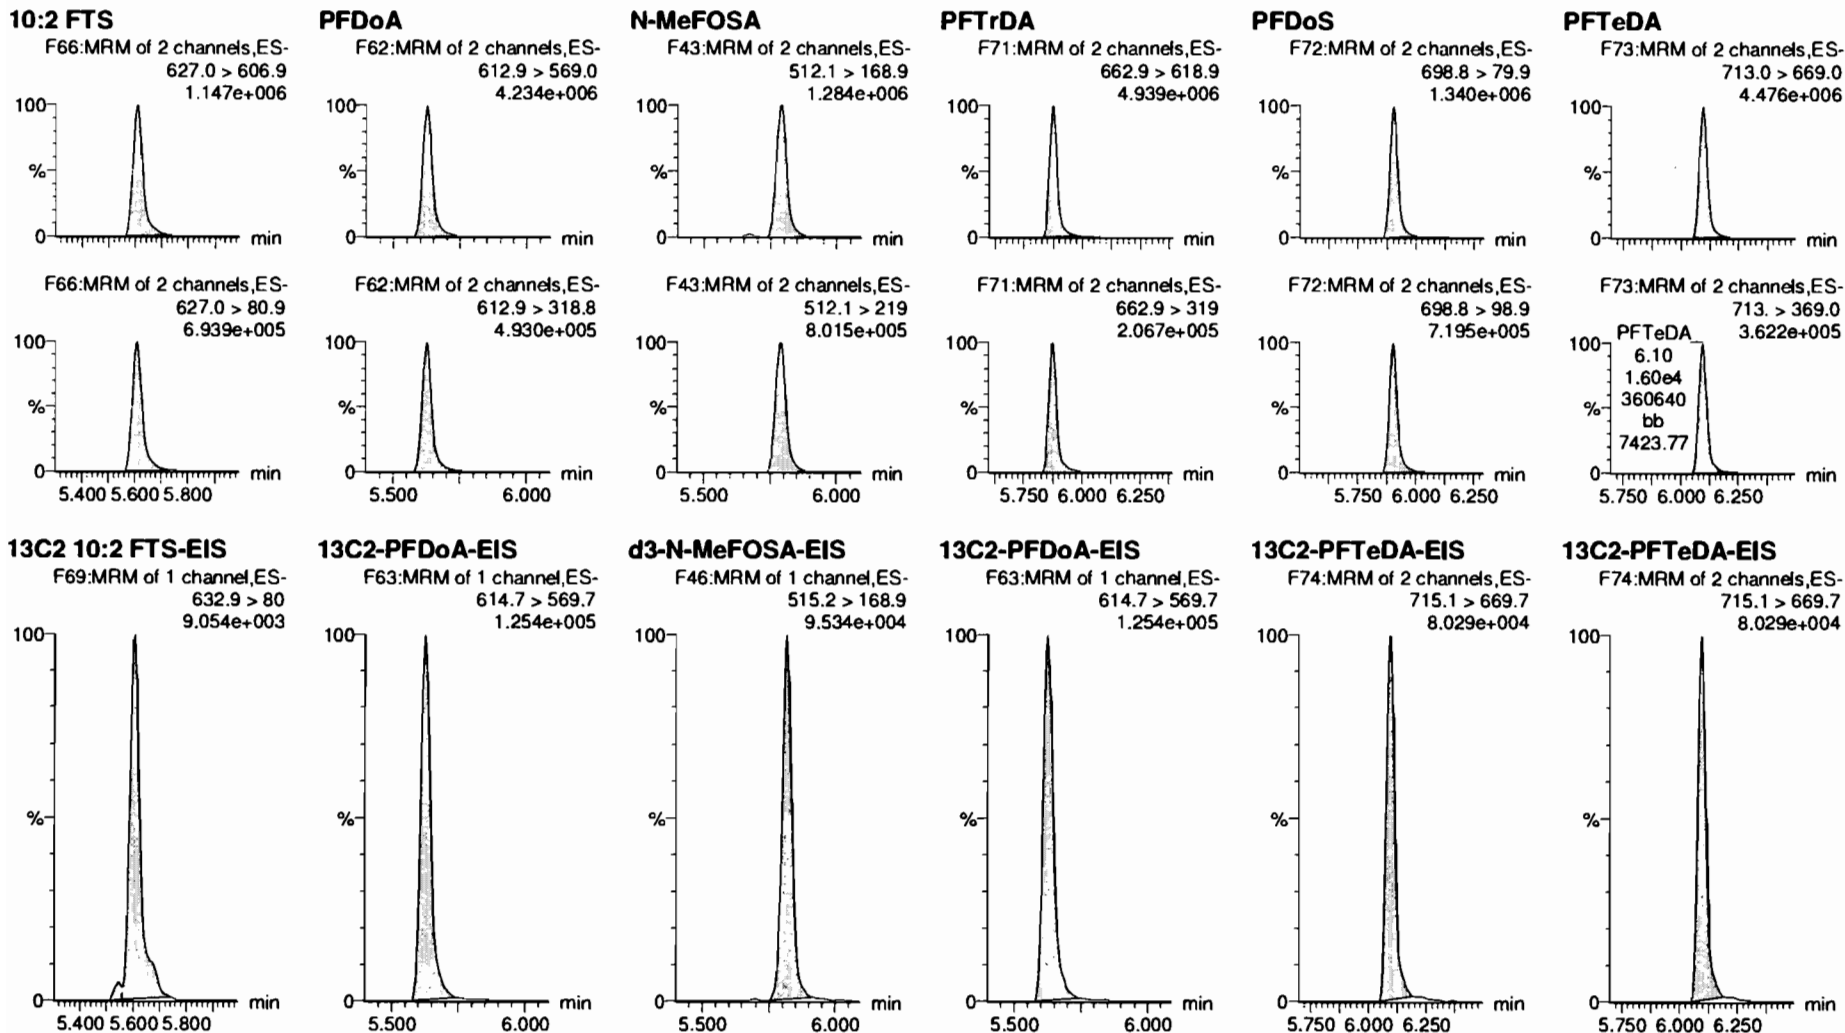 10:2 FTS
F66:MRM of 2 channels,ES-
627.0 > 606.9
1.147e+006
100
%
0
min
PFDoA
F62:MRM of 2 channels,ES-
612.9 > 569.0
4.234e+006
100
%
0
min
N-MeFOSA
F43:MRM of 2 channels,ES-
512.1 > 168.9
1.284e+006
100
%
0
min
PFTrDA
F71:MRM of 2 channels,ES-
662.9 > 618.9
4.939e+006
100
%
0
min
PFDoS
F72:MRM of 2 channels,ES-
698.8 > 79.9
1.340e+006
100
%
0
min
PFTeDA
F73:MRM of 2 channels,ES-
713.0 > 669.0
4.476e+006
100
%
0
min
F66:MRM of 2 channels,ES-
627.0 > 80.9
6.939e+005
100
%
0
min
5.400 5.600 5.800
F62:MRM of 2 channels,ES-
612.9 > 318.8
4.930e+005
100
%
0
min
5.500 6.000
F43:MRM of 2 channels,ES-
512.1 > 219
8.015e+005
100
%
0
min
5.500 6.000
F71:MRM of 2 channels,ES-
662.9 > 319
2.067e+005
100
%
0
min
5.750 6.000 6.250
F72:MRM of 2 channels,ES-
698.8 > 98.9
7.195e+005
100
%
0
min
5.750 6.000 6.250
F73:MRM of 2 channels,ES-
713. > 369.0
3.622e+005
PFTeDA
6.10
1.60e4
360640
bb
7423.77
100
%
0
min
5.750 6.000 6.250
13C2 10:2 FTS-EIS
F69:MRM of 1 channel,ES-
632.9 > 80
9.054e+003
100
%
0
min
5.400 5.600 5.800
13C2-PFDoA-EIS
F63:MRM of 1 channel,ES-
614.7 > 569.7
1.254e+005
100
%
0
min
5.500 6.000
d3-N-MeFOSA-EIS
F46:MRM of 1 channel,ES-
515.2 > 168.9
9.534e+004
100
%
0
min
5.500 6.000
13C2-PFDoA-EIS
F63:MRM of 1 channel,ES-
614.7 > 569.7
1.254e+005
100
%
0
min
5.500 6.000
13C2-PFTeDA-EIS
F74:MRM of 2 channels,ES-
715.1 > 669.7
8.029e+004
100
%
0
min
5.750 6.000 6.250
13C2-PFTeDA-EIS
F74:MRM of 2 channels,ES-
715.1 > 669.7
8.029e+004
100
%
0
min
5.750 6.000 6.250